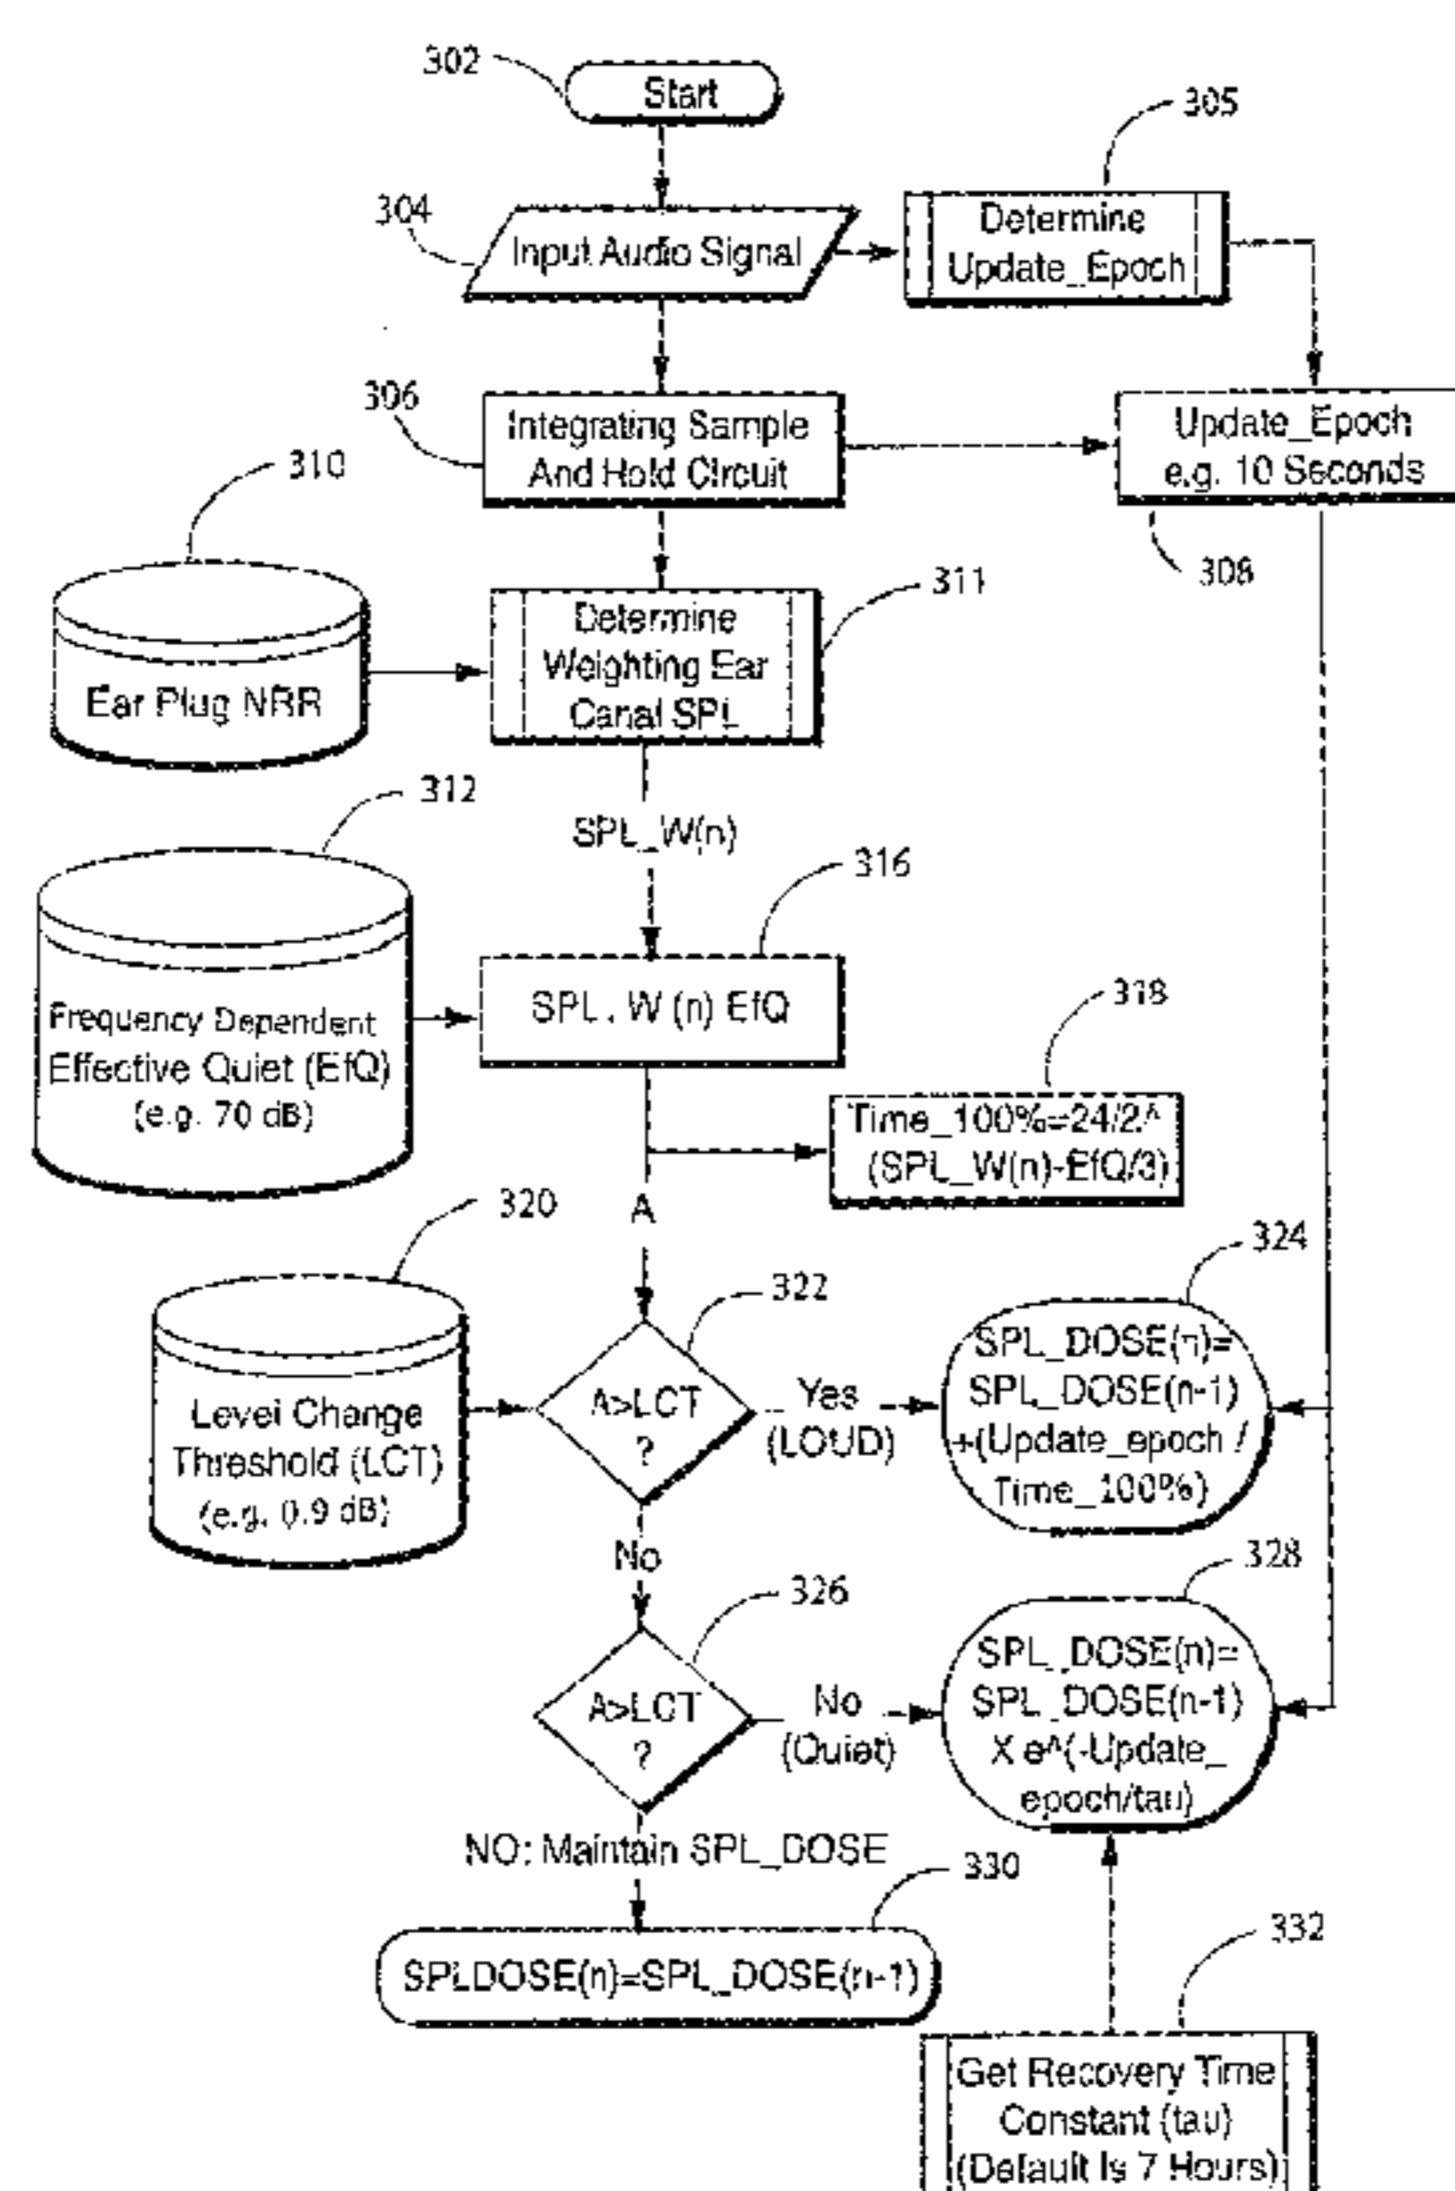 302
Start
305
304
Input Audio Signal
Determine
Update_Epoch
306
Integrating Sample
And Hold Circuit
Update_Epoch
e.g. 10 Seconds
308
310
Ear Plug NRR
311
Determine
Weighting Ear
Canal SPL
312
SPL_W(n)
316
Frequency Dependent
Effective Quiet (EfQ)
(e.g. 70 dB)
SPL_W (n) EfQ
318
Time_100%=24/2^
(SPL_W(n)-EfQ/3)
A
320
Level Change
Threshold (LCT)
(e.g. 0.9 dB)
322
A>LCT
?
Yes
(LOUD)
324
SPL_DOSE(n)=
SPL_DOSE(n-1)
+(Update_epoch /
Time_100%)
No
326
A>LCT
?
No
(Quiet)
328
SPL_DOSE(n)=
SPL_DOSE(n-1)
X e^(-Update_
epoch/tau)
NO: Maintain SPL_DOSE
330
SPLDOSE(n)=SPL_DOSE(n-1)
332
Get Recovery Time
Constant (tau)
(Default Is 7 Hours)